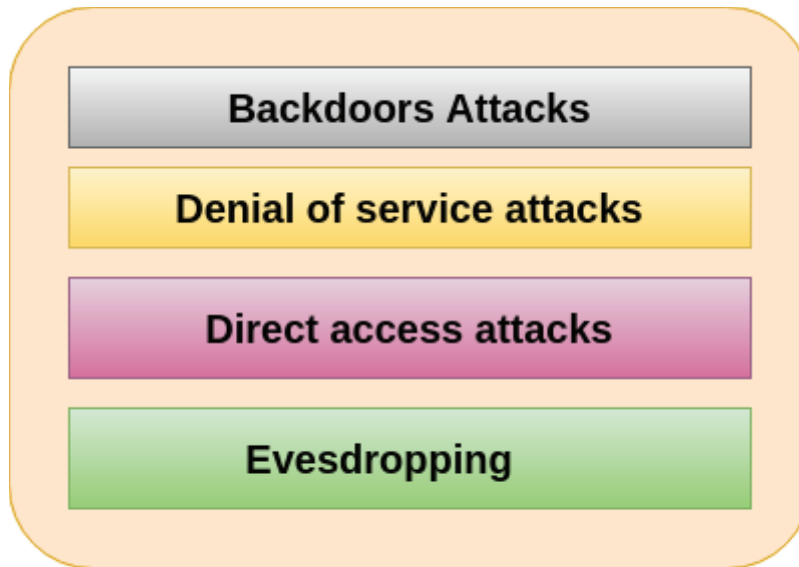 Backdoors Attacks
Denial of service attacks
Direct access attacks
Evesdropping